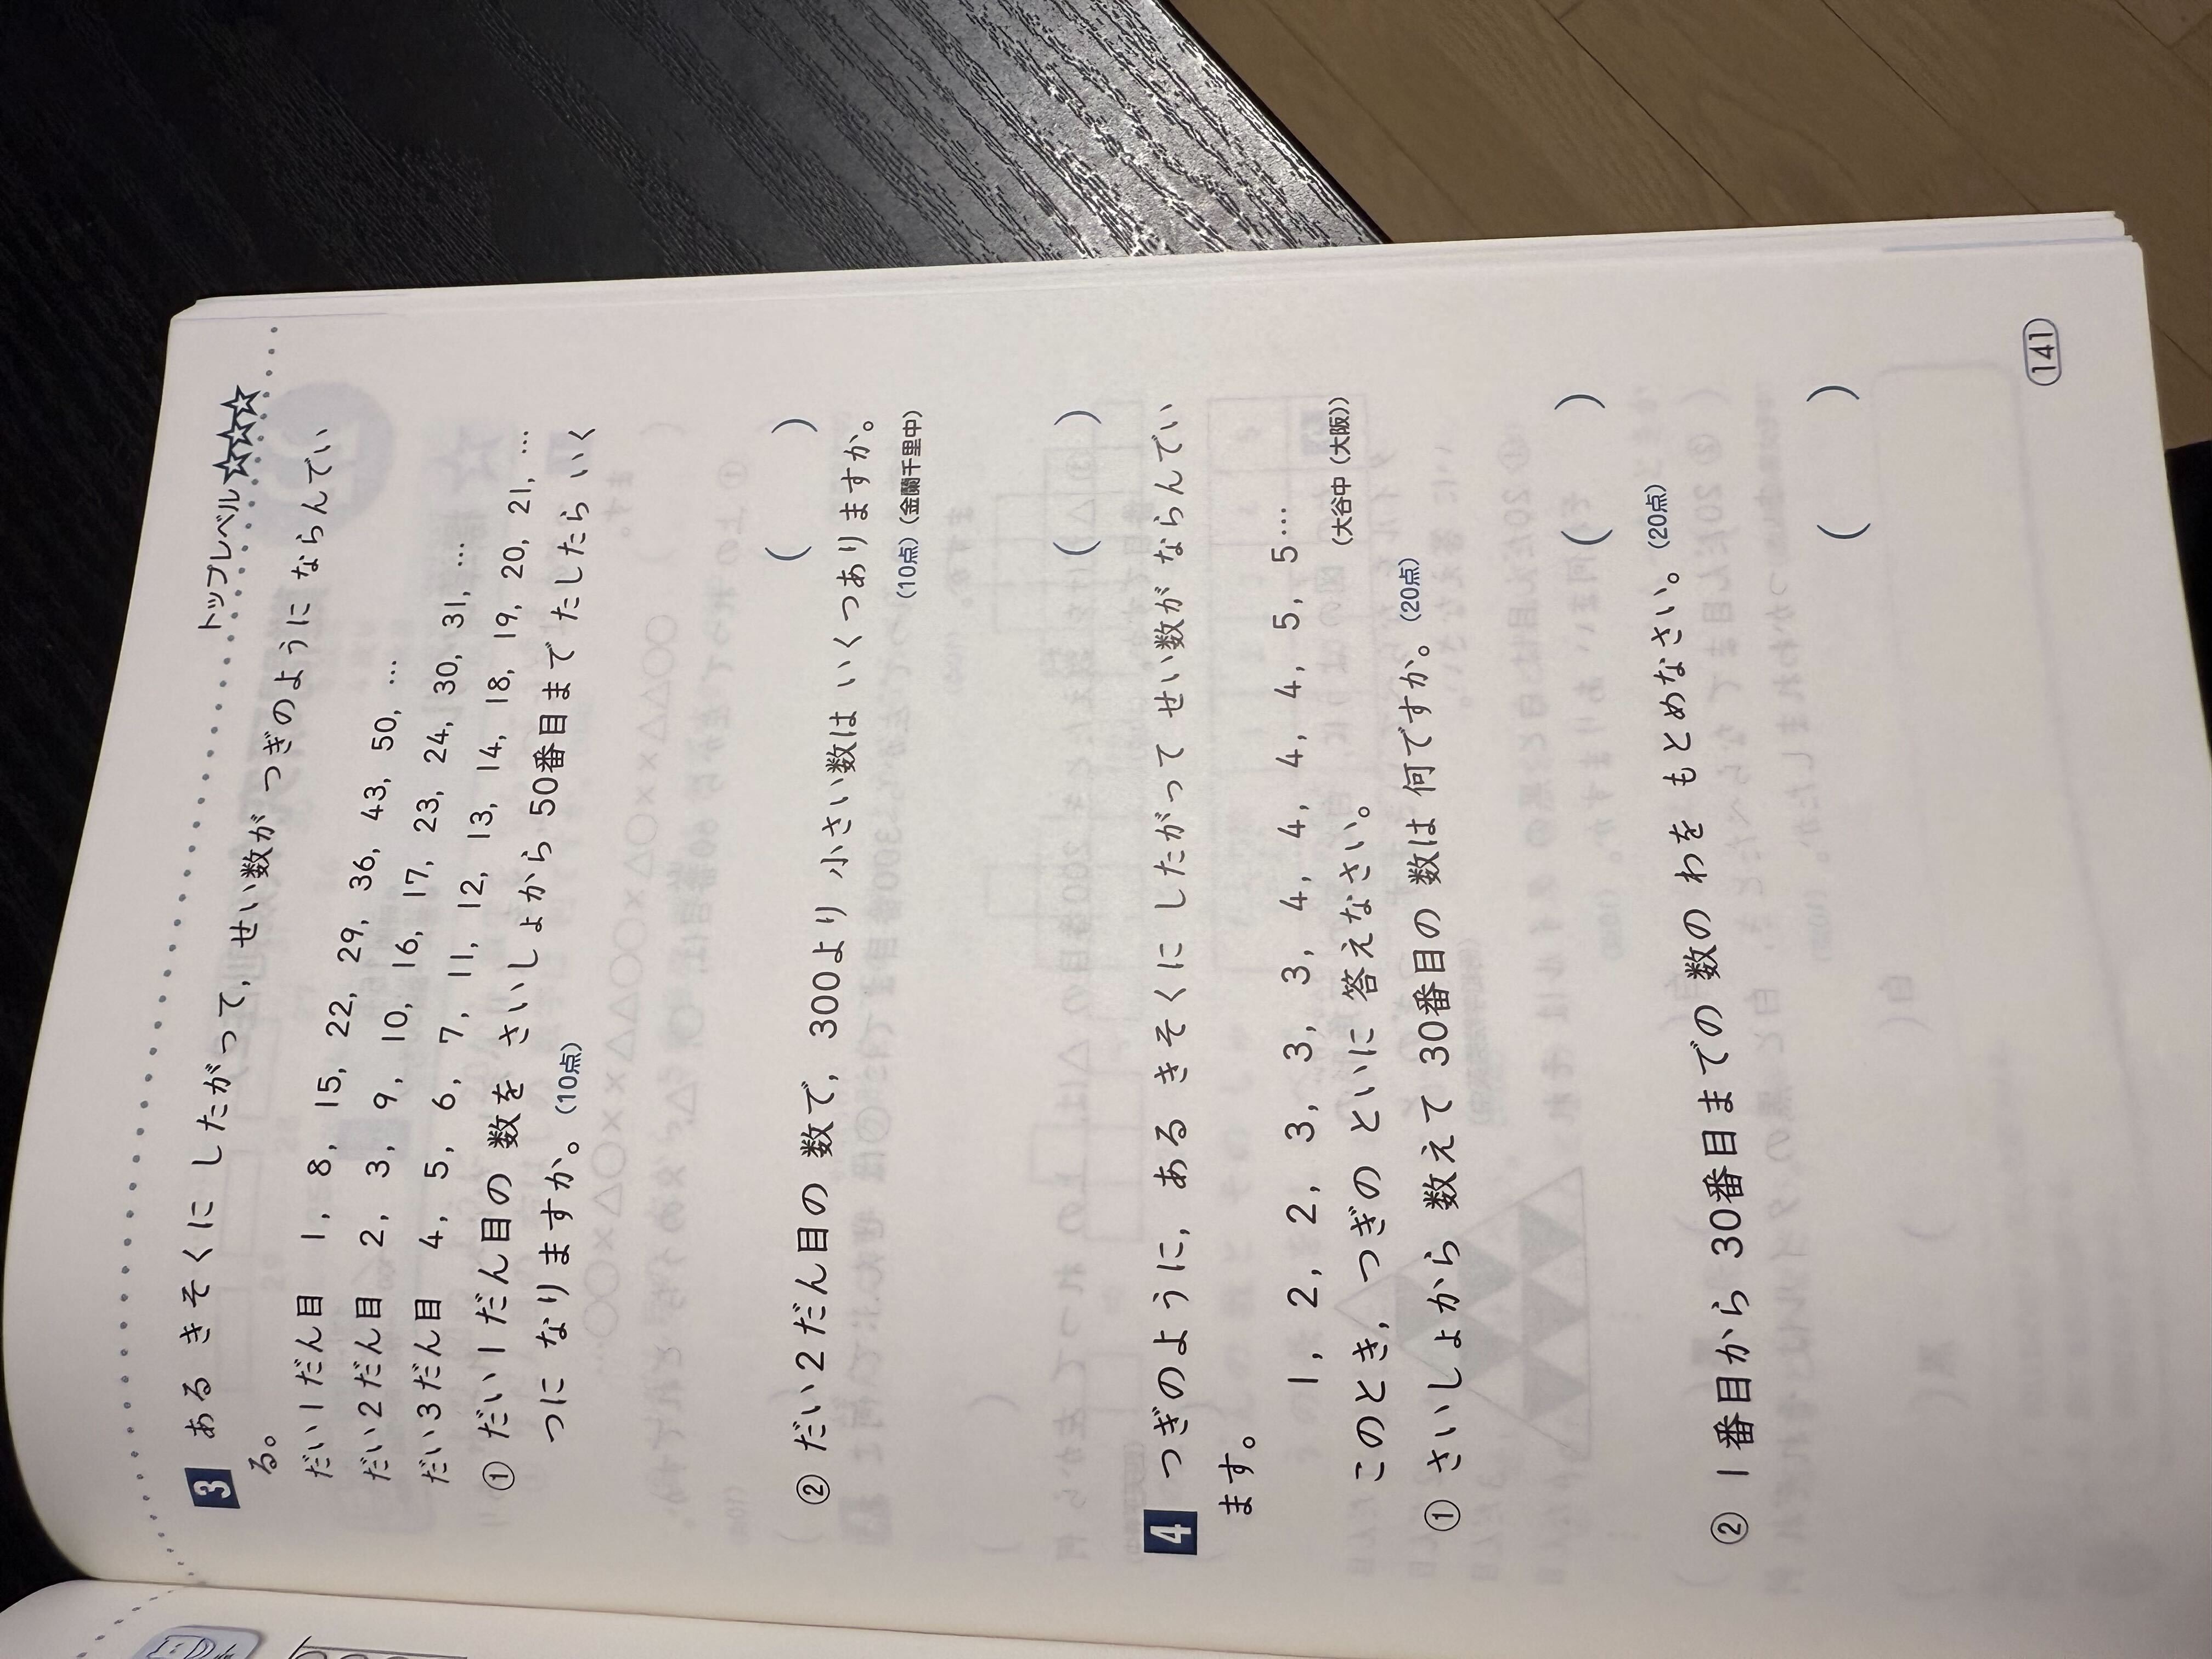 トップレベル☆☆☆
3 ある きそくに したがって，せい数が つぎのように ならんでい
る。
だい1だん目 1, 8, 15, 22, 29, 36, 43, 50, …
だい2だん目 2, 3, 9, 10, 16, 17, 23, 24, 30, 31, …
だい3だん目 4, 5, 6, 7, 11, 12, 13, 14, 18, 19, 20, 21, …
① だい1だん目の 数を さいしょから 50番目まで たしたら いく
つに なりますか。(10点)
( )
② だい2だん目の 数で，300より 小さい数は いくつありますか。
(10点)(金蘭千里中)
( )
4 つぎのように，ある きそくに したがって せい数が ならんでい
ます。
1, 2, 2, 3, 3, 3, 4, 4, 4, 4, 5, 5…
このとき，つぎの といに 答えなさい。 (大谷中（大阪）)
① さいしょから 数えて 30番目の 数は 何ですか。(20点)
( )
② 1番目から 30番目までの 数の わを もとめなさい。(20点)
( )
141